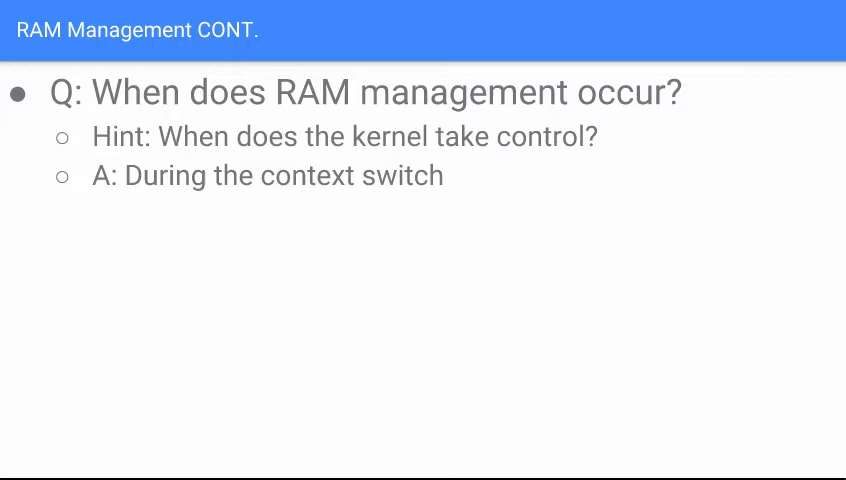 RAM Management CONT.
● Q: When does RAM management occur?
○ Hint: When does the kernel take control?
○ A: During the context switch